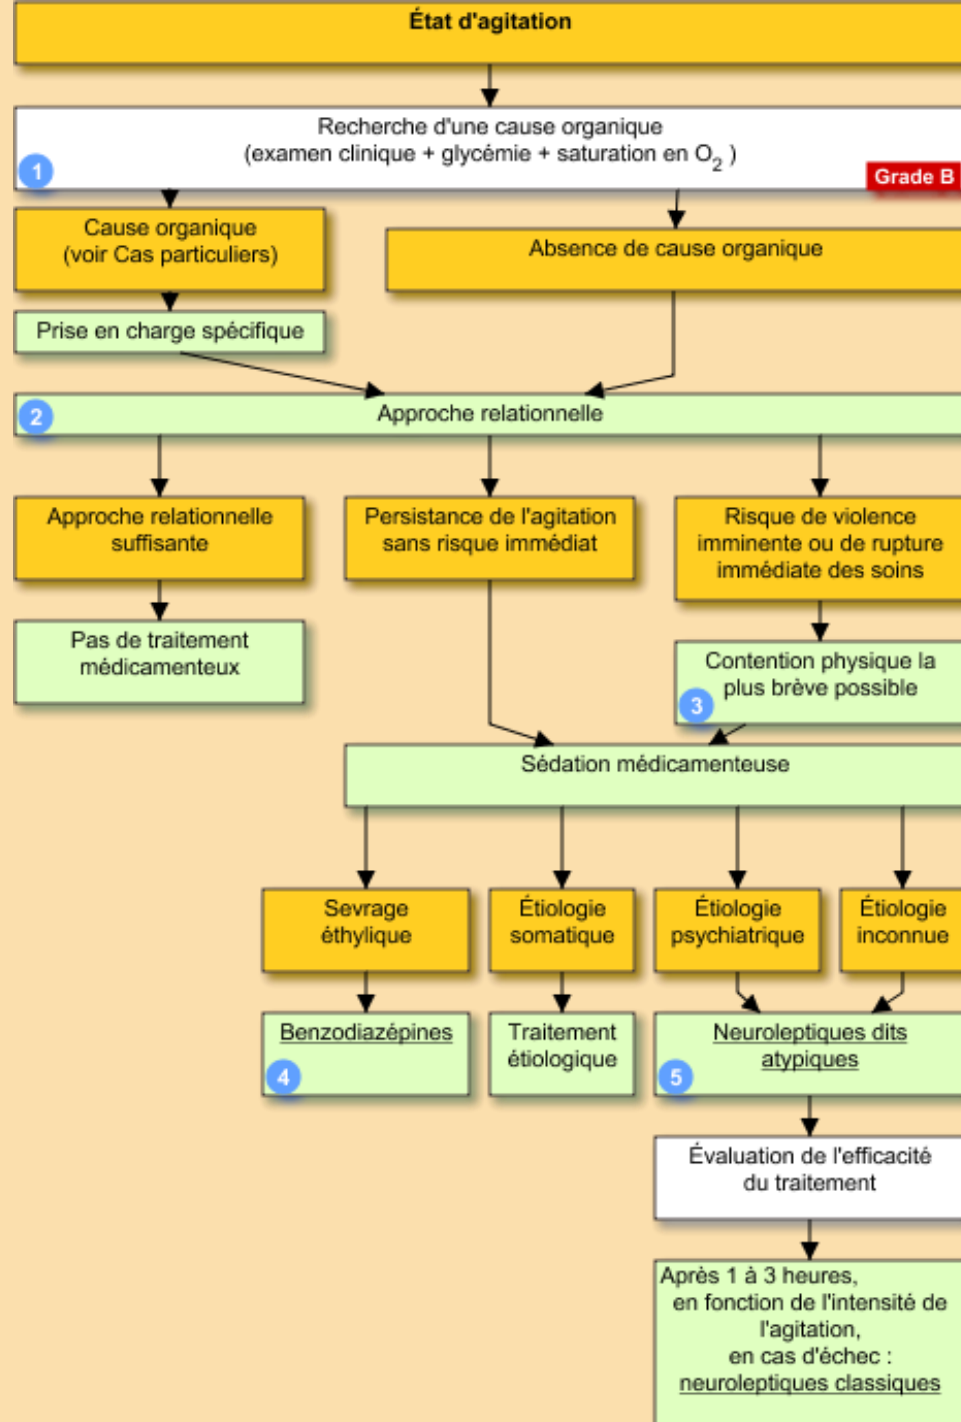 État d'agitation
Recherche d'une cause organique
(examen clinique + glycémie + saturation en O2 )
1
Grade B
Cause organique
(voir Cas particuliers)
Absence de cause organique
Prise en charge spécifique
2
Approche relationnelle
Approche relationnelle
suffisante
Persistance de l'agitation
sans risque immédiat
Risque de violence
imminente ou de rupture
immédiate des soins
Pas de traitement
médicamenteux
Contention physique la
plus brève possible
3
Sédation médicamenteuse
Sevrage
éthylique
Étiologie
somatique
Étiologie
psychiatrique
Étiologie
inconnue
Benzodiazépines
4
Traitement
étiologique
Neuroleptiques dits
atypiques
5
Évaluation de l'efficacité
du traitement
Après 1 à 3 heures,
en fonction de l'intensité de
l'agitation,
en cas d'échec :
neuroleptiques classiques